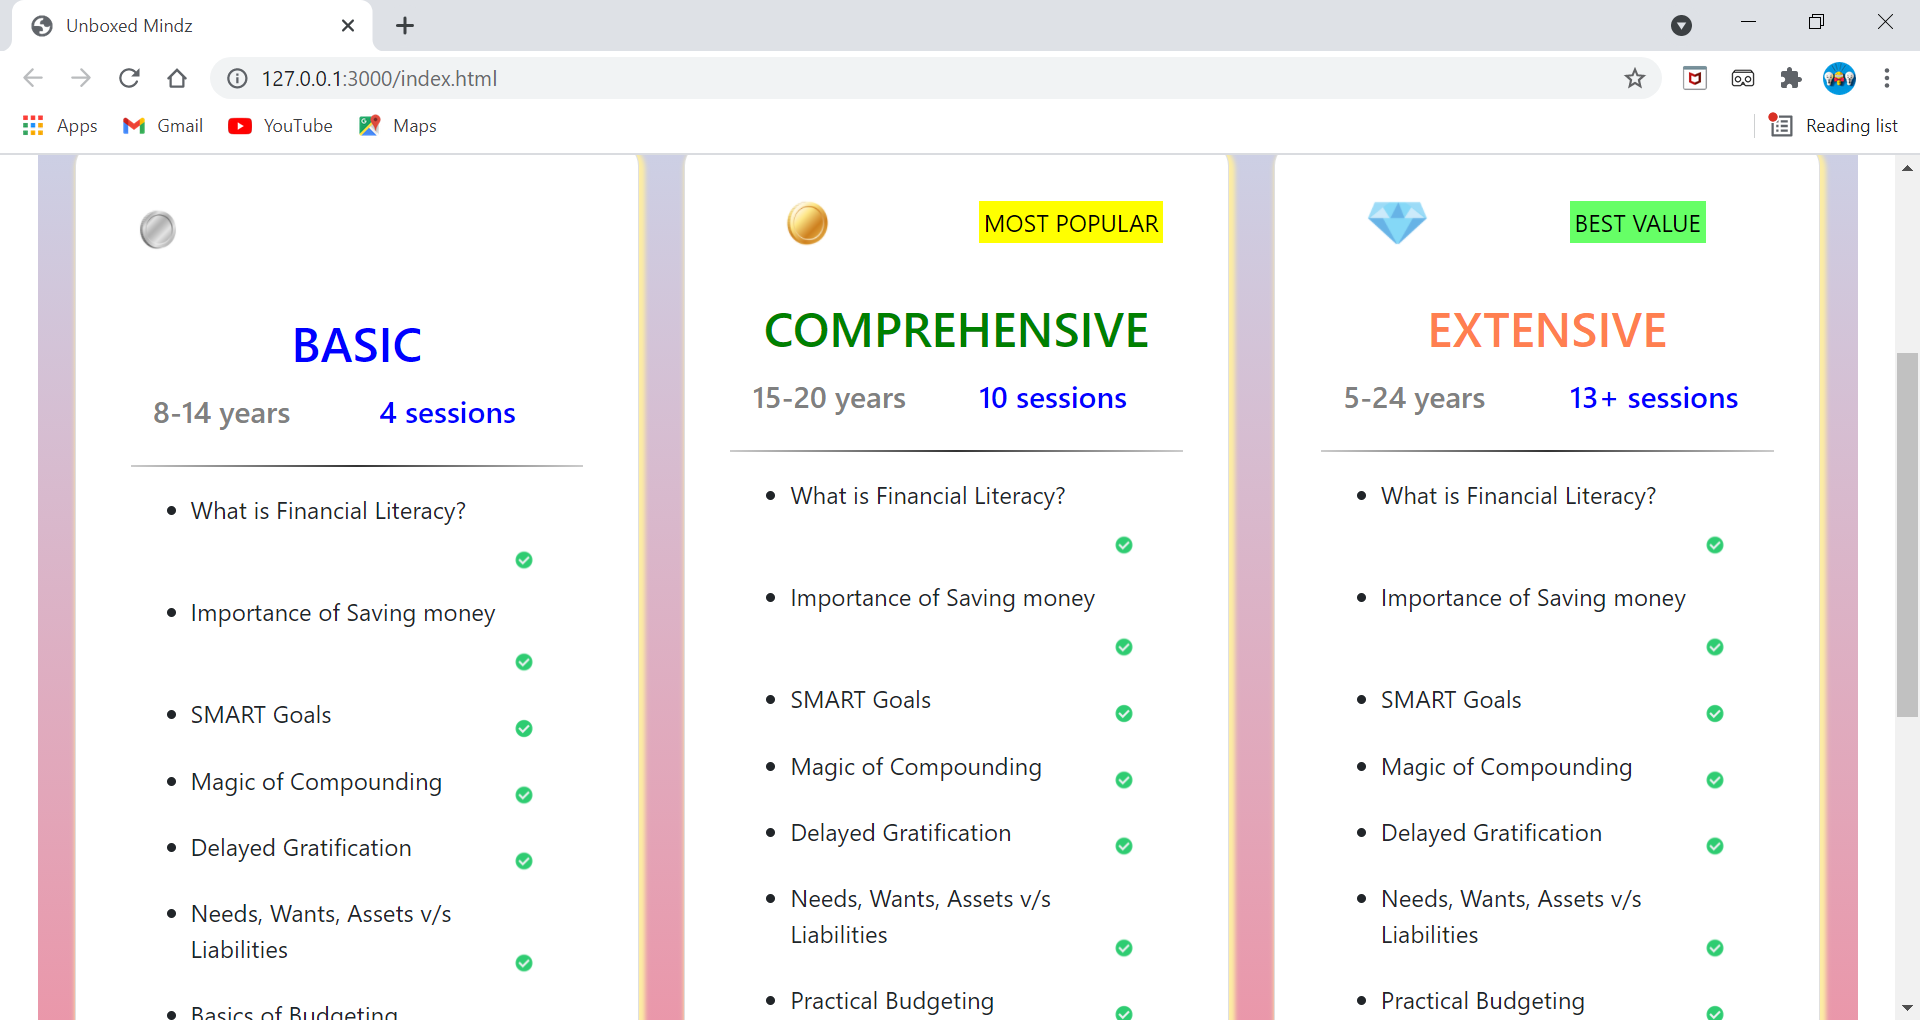 Unboxed Mindz
127.0.0.1:3000/index.html
Apps Gmail YouTube Maps Reading list
BASIC
8-14 years 4 sessions
What is Financial Literacy?
Importance of Saving money
SMART Goals
Magic of Compounding
Delayed Gratification
Needs, Wants, Assets v/s
Liabilities
Basics of Budgeting
MOST POPULAR
COMPREHENSIVE
15-20 years 10 sessions
What is Financial Literacy?
Importance of Saving money
SMART Goals
Magic of Compounding
Delayed Gratification
Needs, Wants, Assets v/s
Liabilities
Practical Budgeting
BEST VALUE
EXTENSIVE
5-24 years 13+ sessions
What is Financial Literacy?
Importance of Saving money
SMART Goals
Magic of Compounding
Delayed Gratification
Needs, Wants, Assets v/s
Liabilities
Practical Budgeting